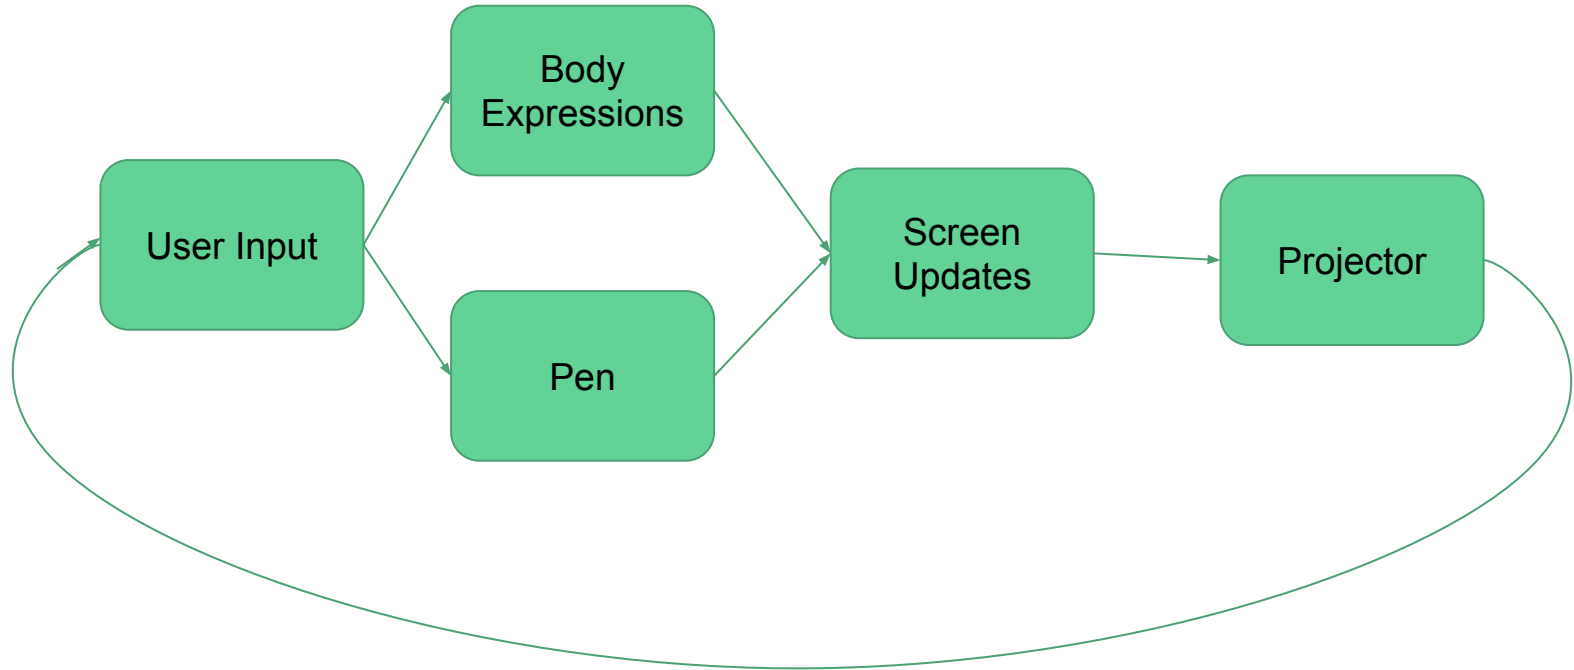 User Input
Body
Expressions
Pen
Screen
Updates
Projector